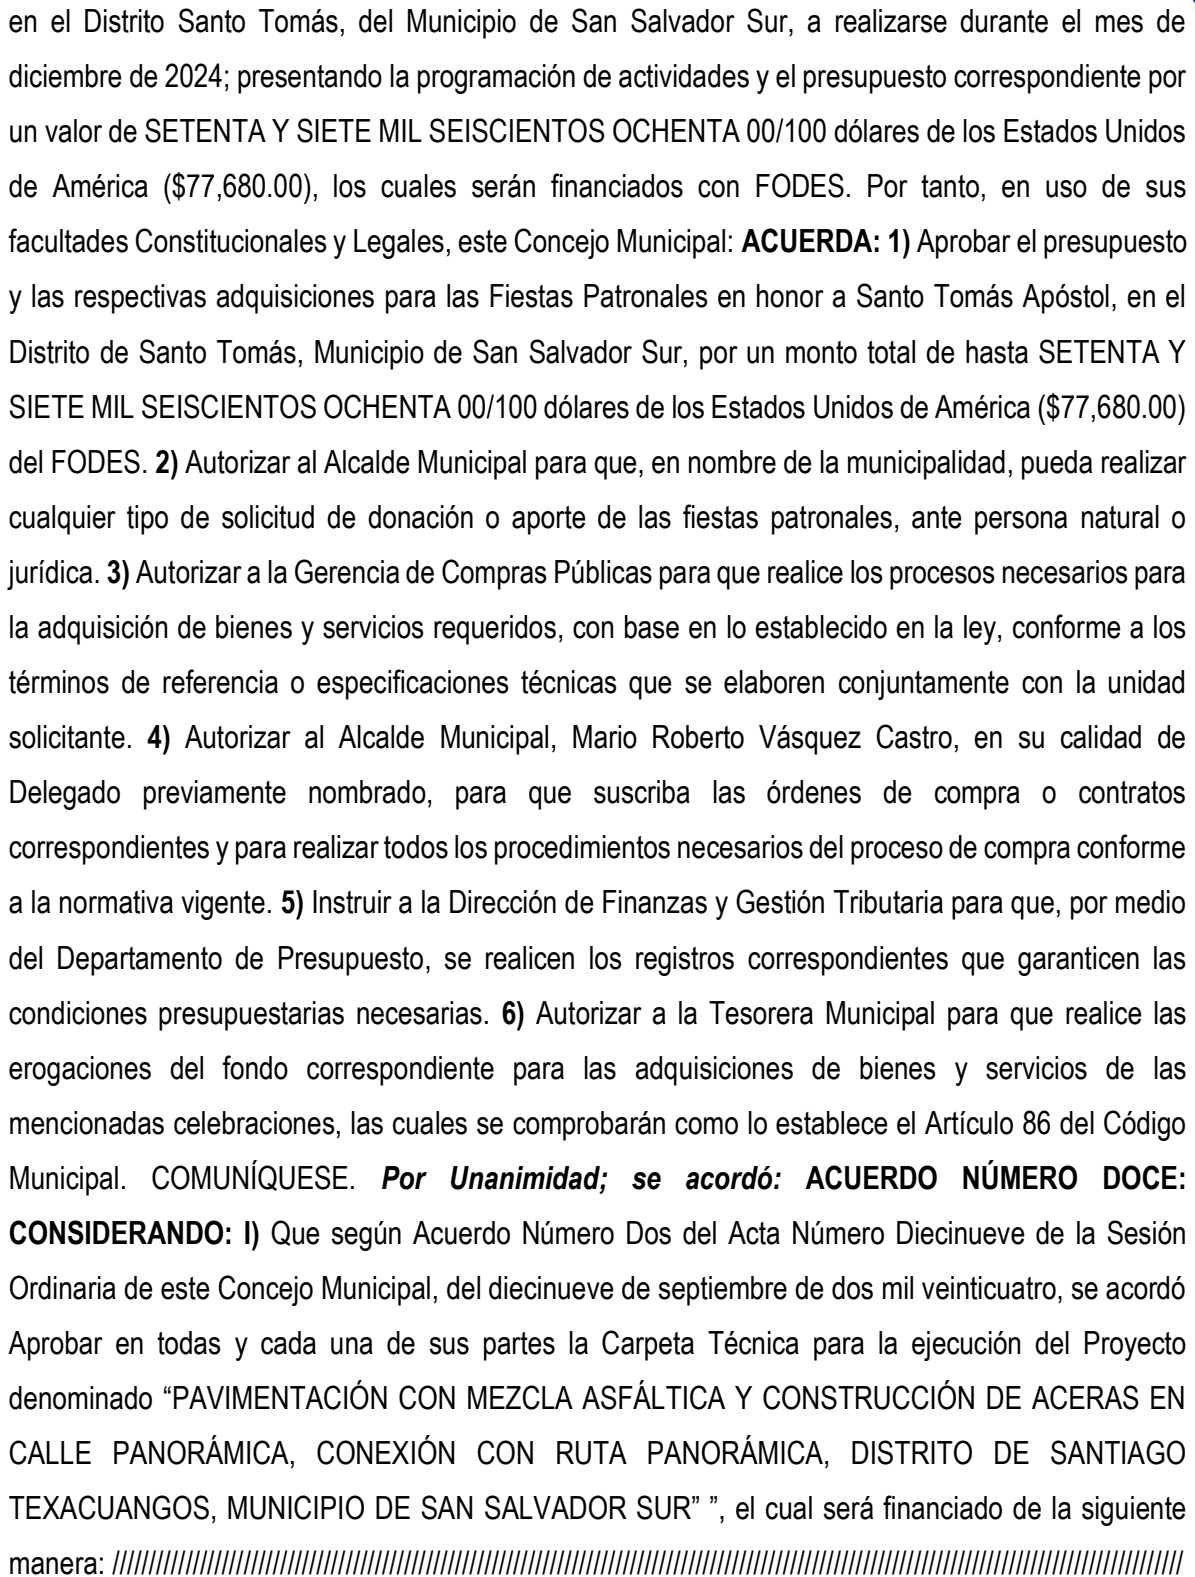 en el Distrito Santo Tomás, del Municipio de San Salvador Sur, a realizarse durante el mes de
diciembre de 2024; presentando la programación de actividades y el presupuesto correspondiente por
un valor de SETENTA Y SIETE MIL SEISCIENTOS OCHENTA 00/100 dólares de los Estados Unidos
de América ($77,680.00), los cuales serán financiados con FODES. Por tanto, en uso de sus
facultades Constitucionales y Legales, este Concejo Municipal: ACUERDA: 1) Aprobar el presupuesto
y las respectivas adquisiciones para las Fiestas Patronales en honor a Santo Tomás Apóstol, en el
Distrito de Santo Tomás, Municipio de San Salvador Sur, por un monto total de hasta SETENTA Y
SIETE MIL SEISCIENTOS OCHENTA 00/100 dólares de los Estados Unidos de América ($77,680.00)
del FODES. 2) Autorizar al Alcalde Municipal para que, en nombre de la municipalidad, pueda realizar
cualquier tipo de solicitud de donación o aporte de las fiestas patronales, ante persona natural o
jurídica. 3) Autorizar a la Gerencia de Compras Públicas para que realice los procesos necesarios para
la adquisición de bienes y servicios requeridos, con base en lo establecido en la ley, conforme a los
términos de referencia o especificaciones técnicas que se elaboren conjuntamente con la unidad
solicitante. 4) Autorizar al Alcalde Municipal, Mario Roberto Vásquez Castro, en su calidad de
Delegado previamente nombrado, para que suscriba las órdenes de compra o contratos
correspondientes y para realizar todos los procedimientos necesarios del proceso de compra conforme
a la normativa vigente. 5) Instruir a la Dirección de Finanzas y Gestión Tributaria para que, por medio
del Departamento de Presupuesto, se realicen los registros correspondientes que garanticen las
condiciones presupuestarias necesarias. 6) Autorizar a la Tesorera Municipal para que realice las
erogaciones del fondo correspondiente para las adquisiciones de bienes y servicios de las
mencionadas celebraciones, las cuales se comprobarán como lo establece el Artículo 86 del Código
Municipal. COMUNÍQUESE. Por Unanimidad; se acordó: ACUERDO NÚMERO DOCE:
CONSIDERANDO: I) Que según Acuerdo Número Dos del Acta Número Diecinueve de la Sesión
Ordinaria de este Concejo Municipal, del diecinueve de septiembre de dos mil veinticuatro, se acordó
Aprobar en todas y cada una de sus partes la Carpeta Técnica para la ejecución del Proyecto
denominado “PAVIMENTACIÓN CON MEZCLA ASFÁLTICA Y CONSTRUCCIÓN DE ACERAS EN
CALLE PANORÁMICA, CONEXIÓN CON RUTA PANORÁMICA, DISTRITO DE SANTIAGO
TEXACUANGOS, MUNICIPIO DE SAN SALVADOR SUR” ”, el cual será financiado de la siguiente
manera: ////////////////////////////////////////////////////////////////////////////////////////////////////////////////////////////////////////////////////////